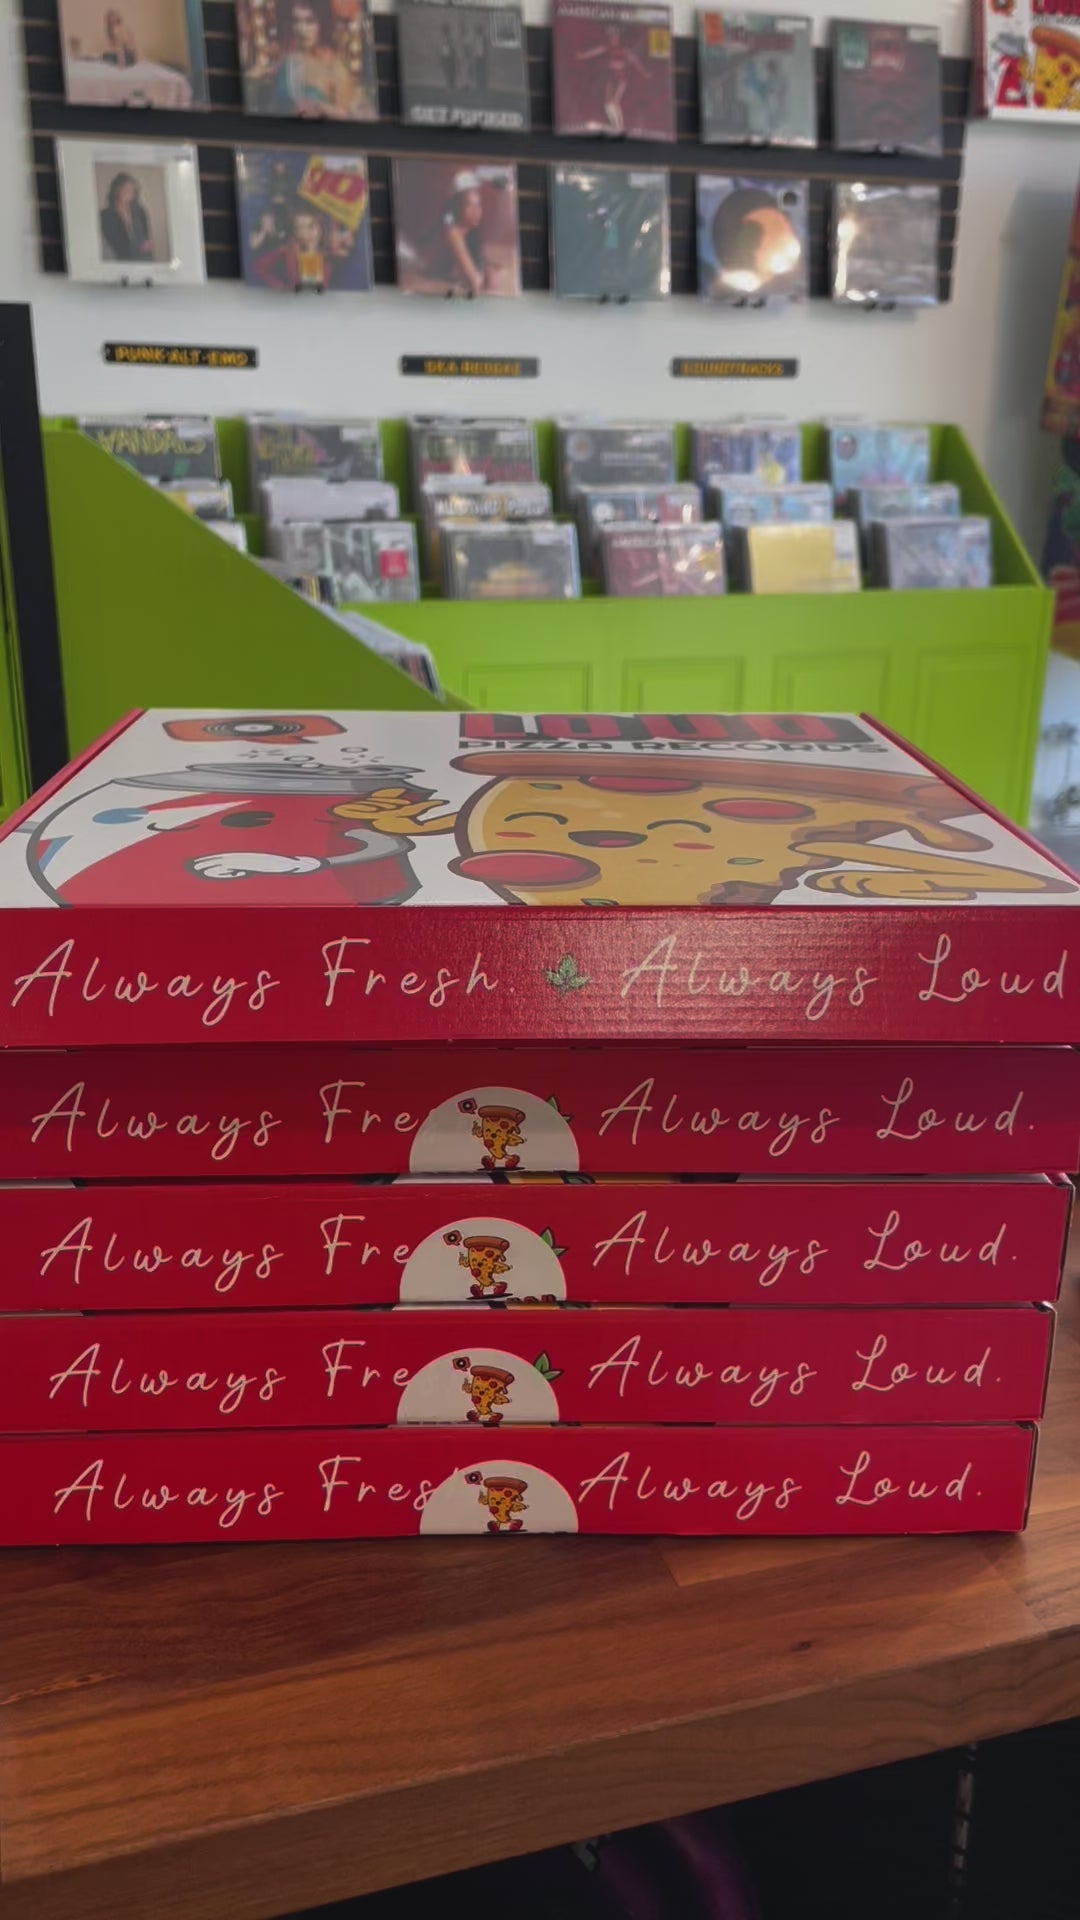 PUNK-ALT-EMO
SKA-REGGAE
SOUNDTRACKS
VANDALS
LOUD
PIZZA RECORDS
Always Fresh. Always Loud
Always Fre Always Loud.
Always Fre Always Loud.
Always Fre Always Loud.
Always Fres Always Loud.